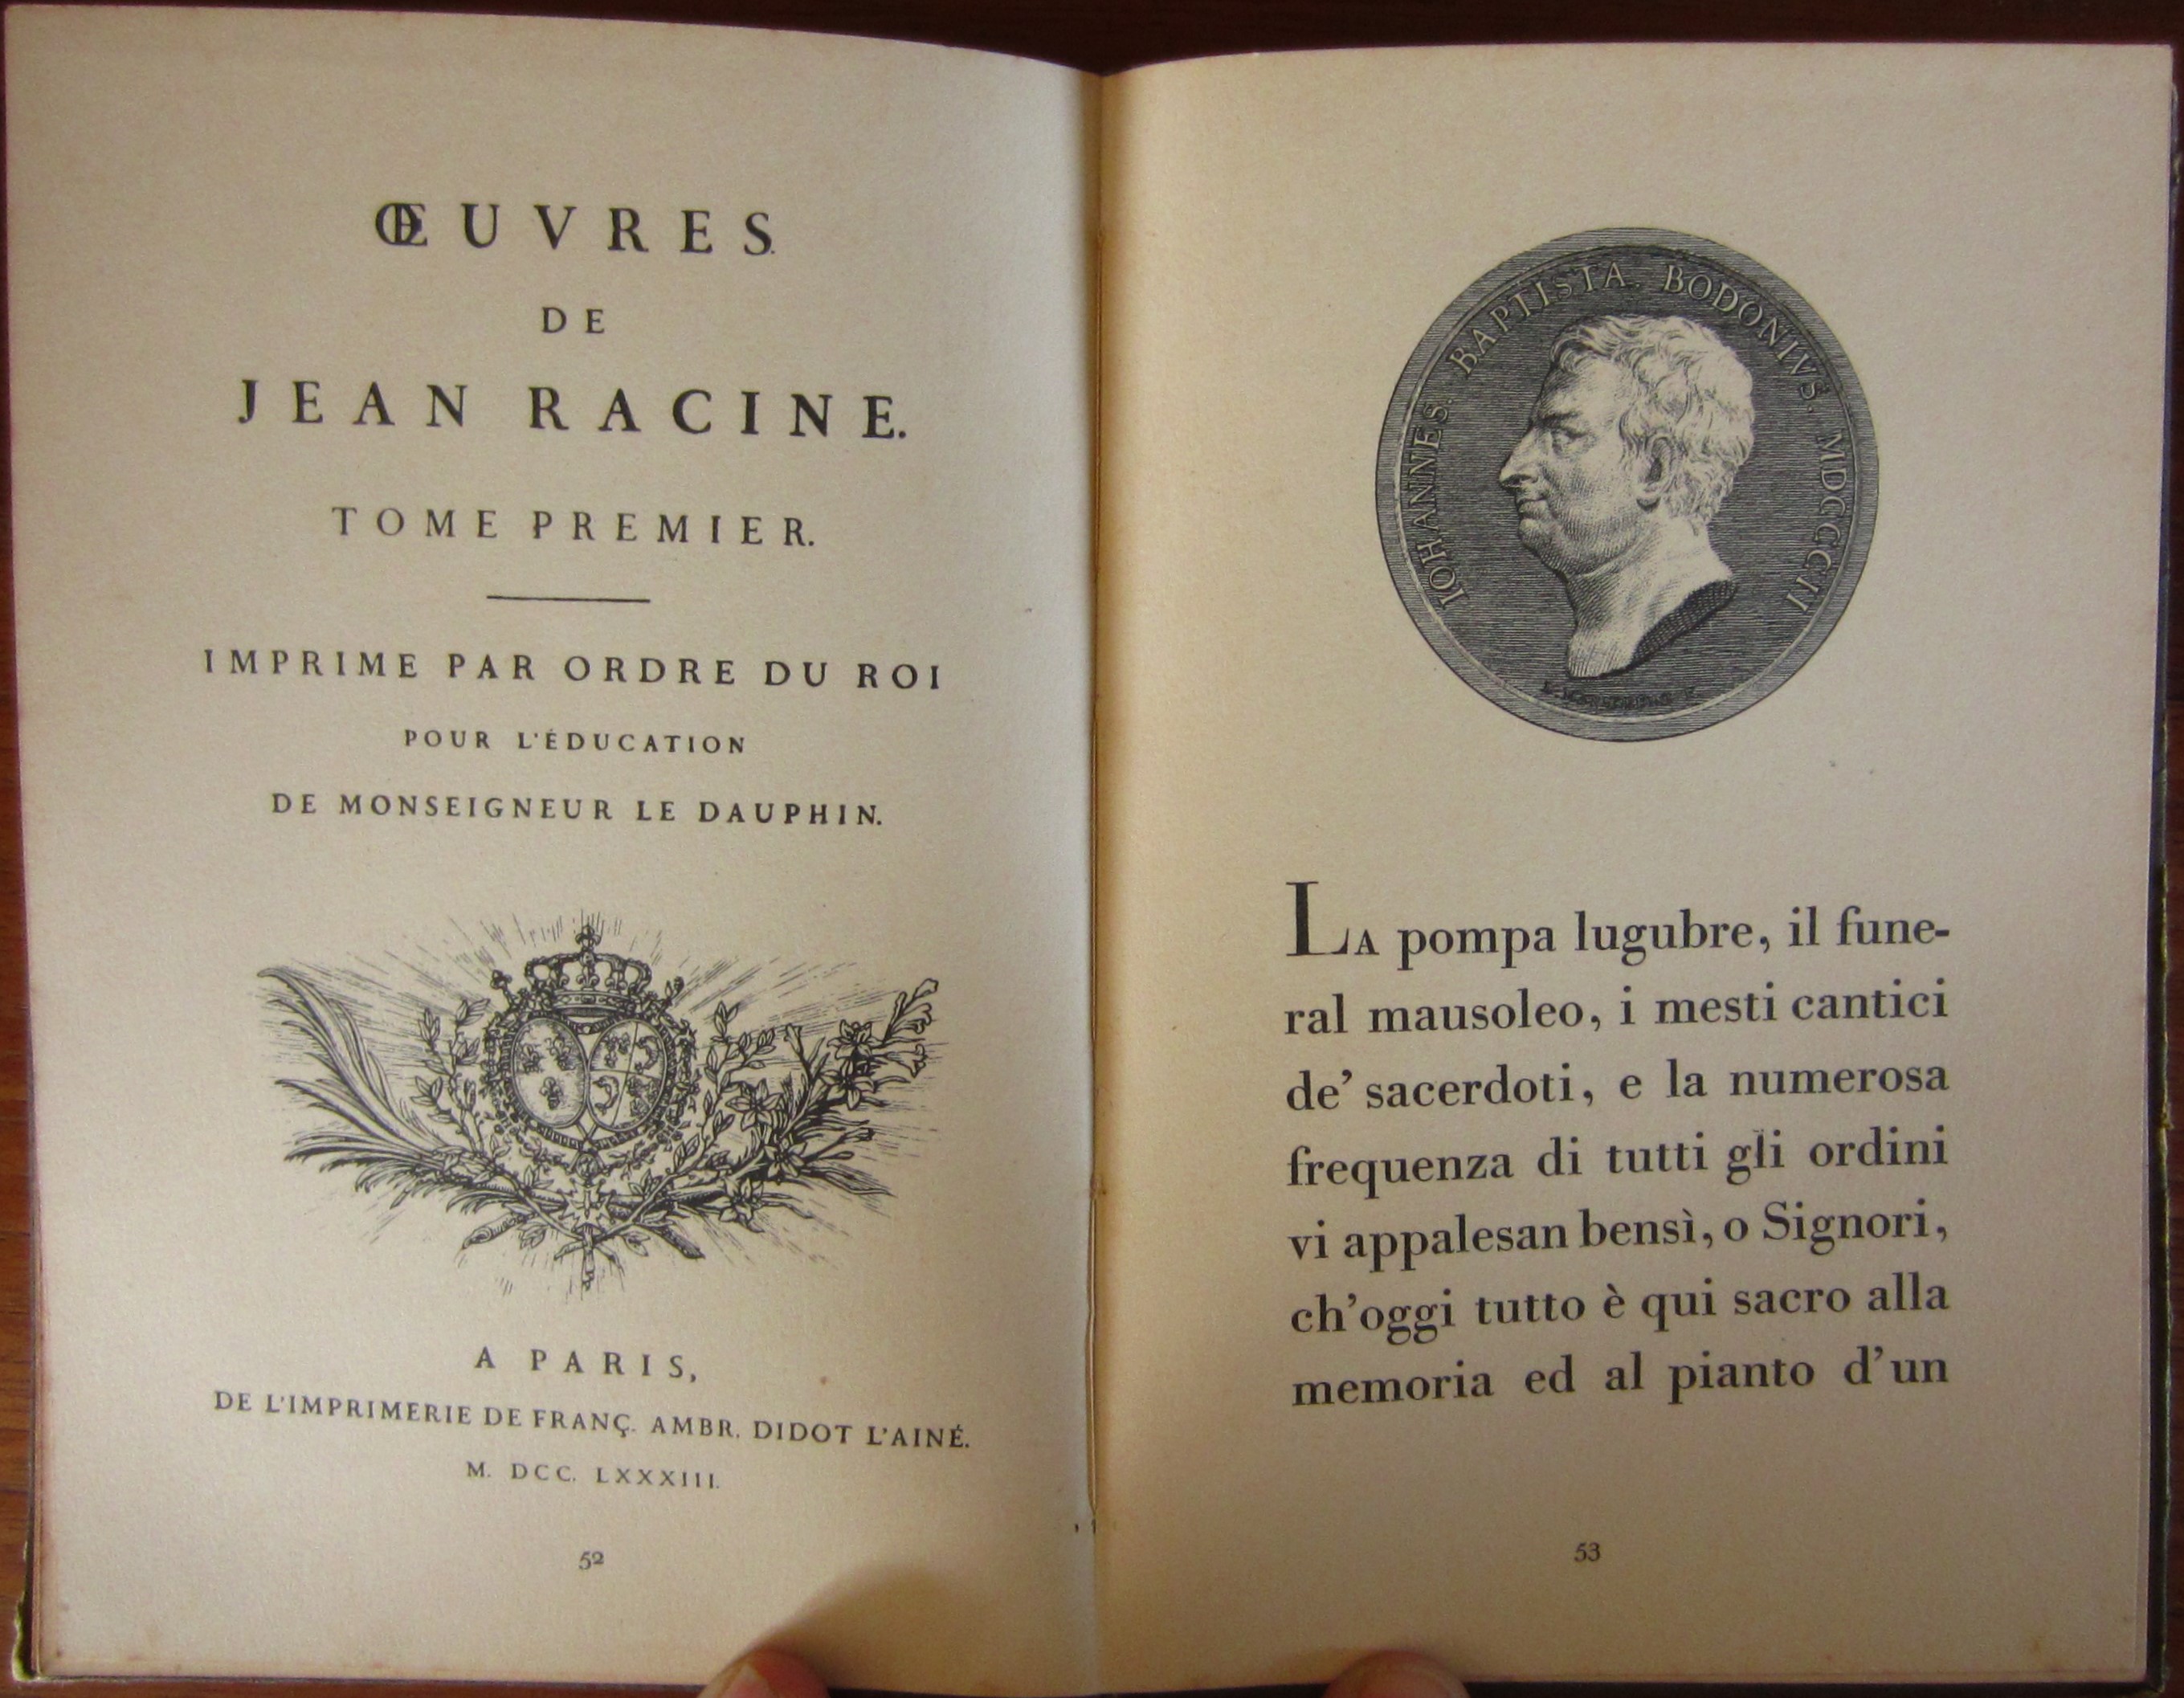 ŒUVRES.
DE
JEAN RACINE.
TOME PREMIER.
IMPRIME PAR ORDRE DU ROI
POUR L'ÉDUCATION
DE MONSEIGNEUR LE DAUPHIN.
A PARIS,
DE L'IMPRIMERIE DE FRANÇ. AMBR. DIDOT L'AINÉ.
M. DCC. LXXXIII.
52
IOHANNES. BAPTISTA. BODONIVS. MDCCCII
LA pompa lugubre, il fune-
ral mausoleo, i mesti cantici
de' sacerdoti, e la numerosa
frequenza di tutti gli ordini
vi appalesan bensì, o Signori,
ch'oggi tutto è qui sacro alla
memoria ed al pianto d'un
53